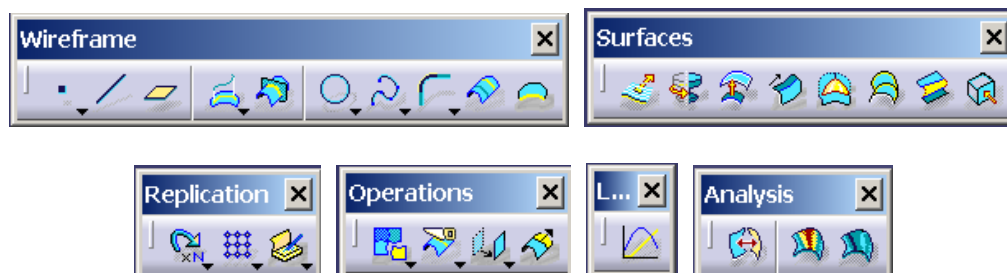 Wireframe
Surfaces
Replication
Operations
L...
Analysis
×N